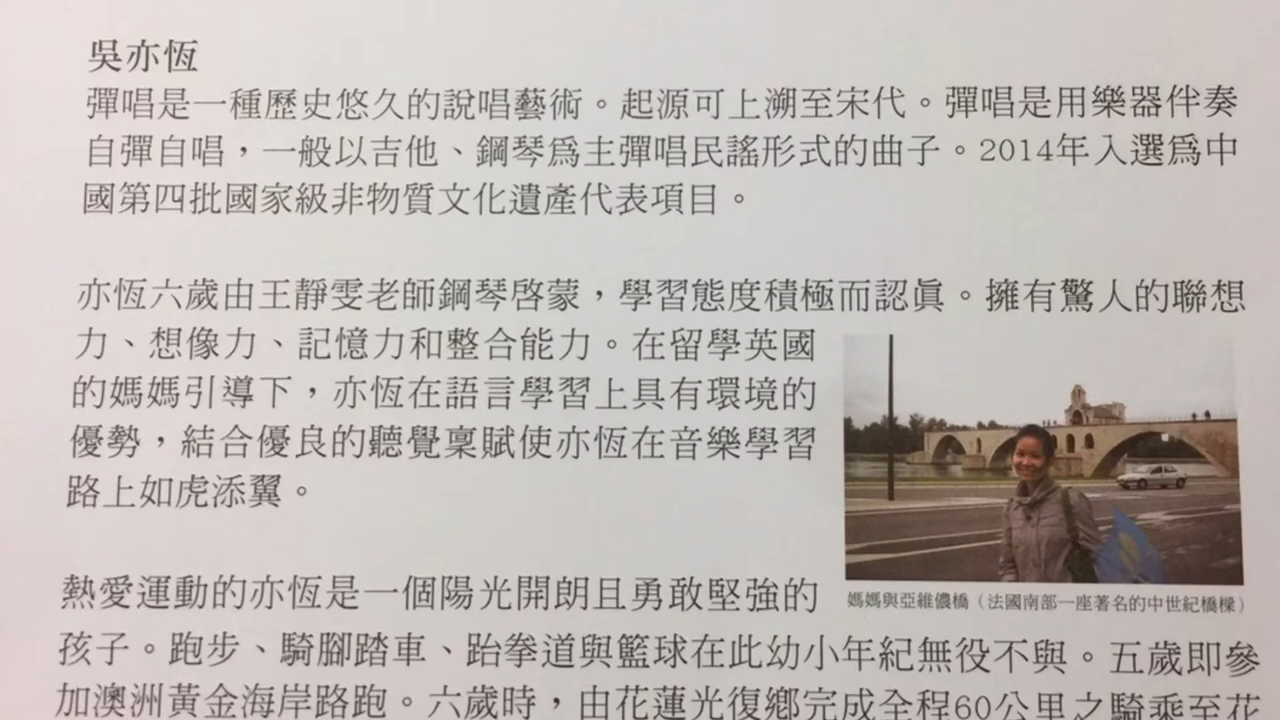 吳亦恆
彈唱是一種歷史悠久的說唱藝術。起源可上溯至宋代。彈唱是用樂器伴奏
自彈自唱，一般以吉他、鋼琴爲主彈唱民謠形式的曲子。2014年入選爲中
國第四批國家級非物質文化遺產代表項目。
亦恆六歲由王靜雯老師鋼琴啓蒙，學習態度積極而認眞。擁有驚人的聯想
力、想像力、記憶力和整合能力。在留學英國
的媽媽引導下，亦恆在語言學習上具有環境的
優勢，結合優良的聽覺稟賦使亦恆在音樂學習
路上如虎添翼。
媽媽與亞維儂橋（法國南部一座著名的中世紀橋樑）
熱愛運動的亦恆是一個陽光開朗且勇敢堅強的
孩子。跑步、騎腳踏車、跆拳道與籃球在此幼小年紀無役不與。五歲即參
加澳洲黃金海岸路跑。六歲時，由花蓮光復鄉完成全程60公里之騎乘至花